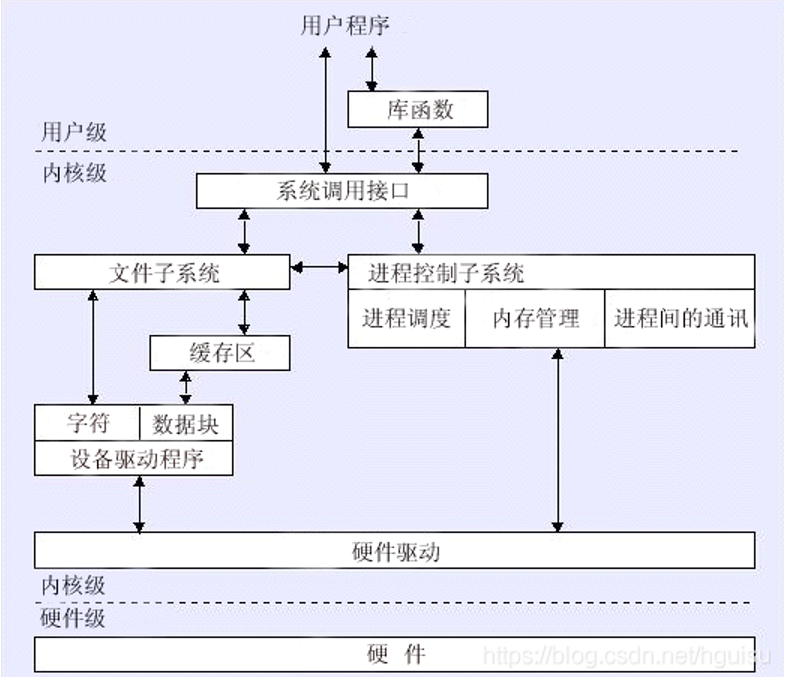 用户程序
库函数
用户级
内核级
系统调用接口
文件子系统
进程控制子系统
进程调度
内存管理
进程间的通讯
缓存区
字符
数据块
设备驱动程序
硬件驱动
内核级
硬件级
硬 件
https://blog.csdn.net/hguisu